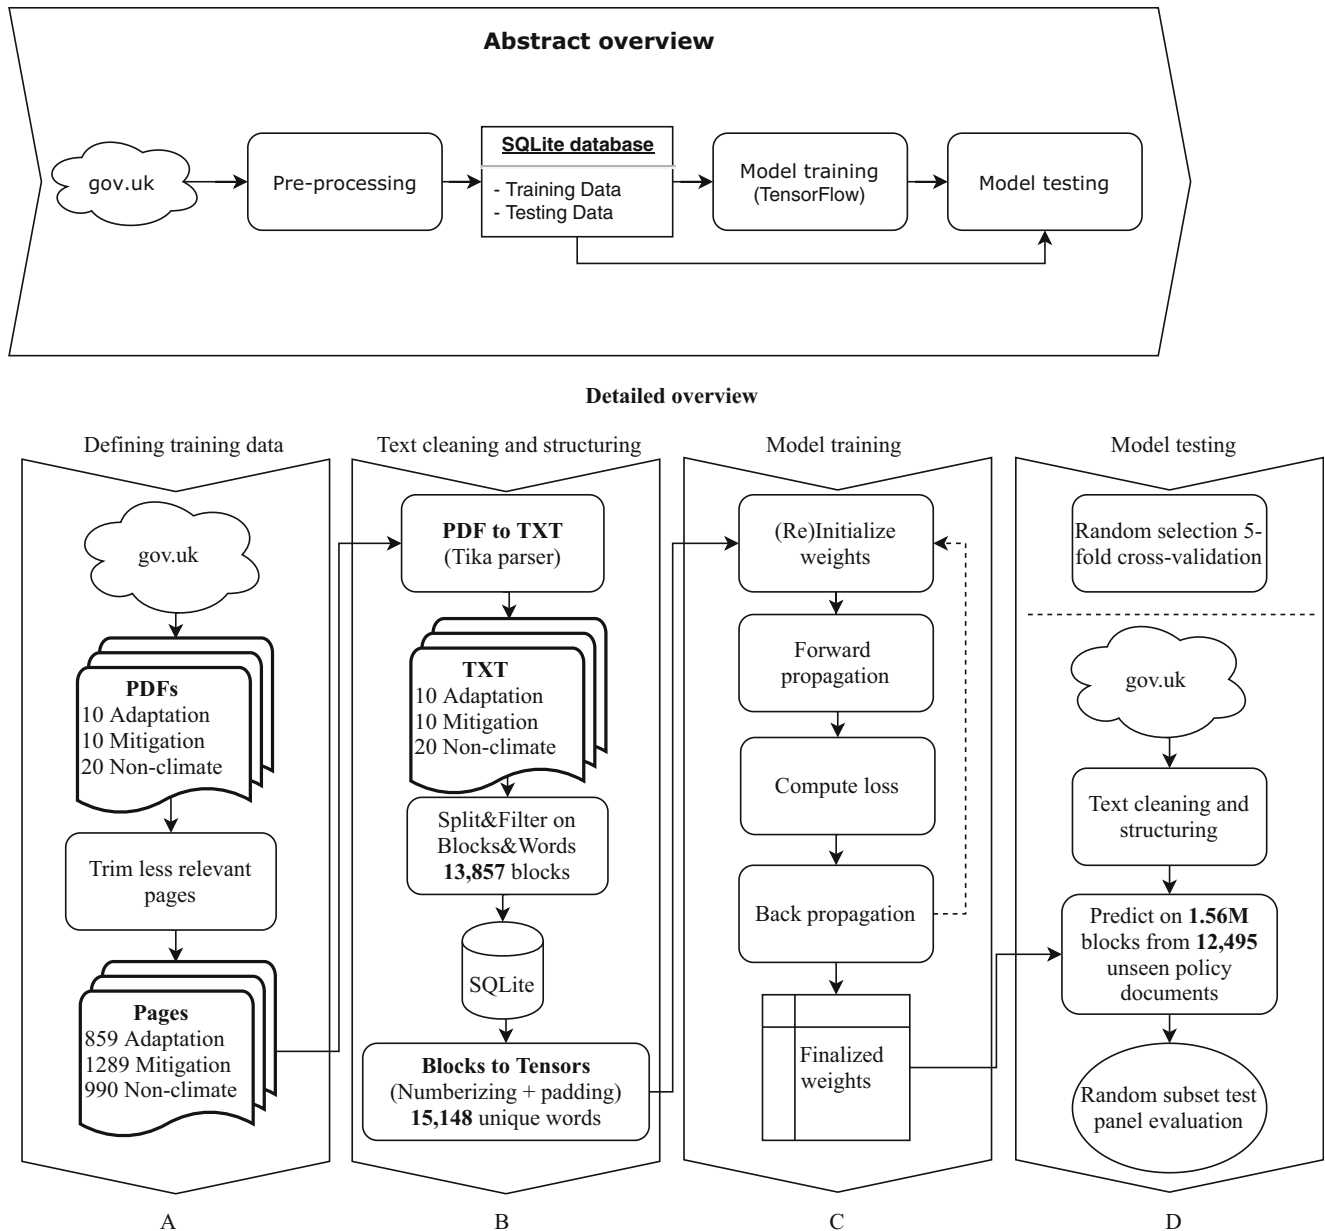 Abstract overview
gov.uk
Pre-processing
SQLite database
- Training Data
- Testing Data
Model training
(TensorFlow)
Model testing
Detailed overview
Defining training data
gov.uk
PDFs
10 Adaptation
10 Mitigation
20 Non-climate
Trim less relevant
pages
Pages
859 Adaptation
1289 Mitigation
990 Non-climate
A
Text cleaning and structuring
PDF to TXT
(Tika parser)
TXT
10 Adaptation
10 Mitigation
20 Non-climate
Split&Filter on
Blocks&Words
13,857 blocks
SQLite
Blocks to Tensors
(Numberizing + padding)
15,148 unique words
B
Model training
(Re)Initialize
weights
Forward
propagation
Compute loss
Back propagation
Finalized
weights
C
Model testing
Random selection 5-
fold cross-validation
gov.uk
Text cleaning and
structuring
Predict on 1.56M
blocks from 12,495
unseen policy
documents
Random subset test
panel evaluation
D